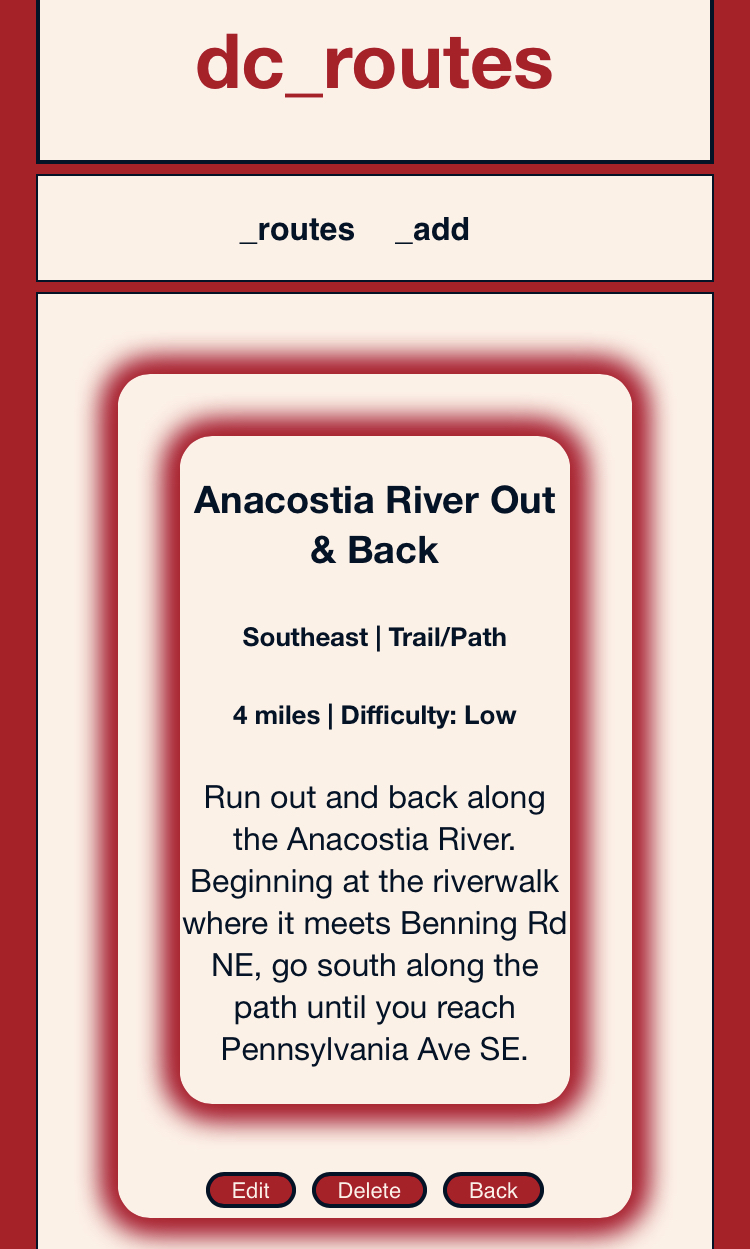 dc_routes
_routes _add
Anacostia River Out
& Back
Southeast | Trail/Path
4 miles | Difficulty: Low
Run out and back along
the Anacostia River.
Beginning at the riverwalk
where it meets Benning Rd
NE, go south along the
path until you reach
Pennsylvania Ave SE.
Edit Delete Back